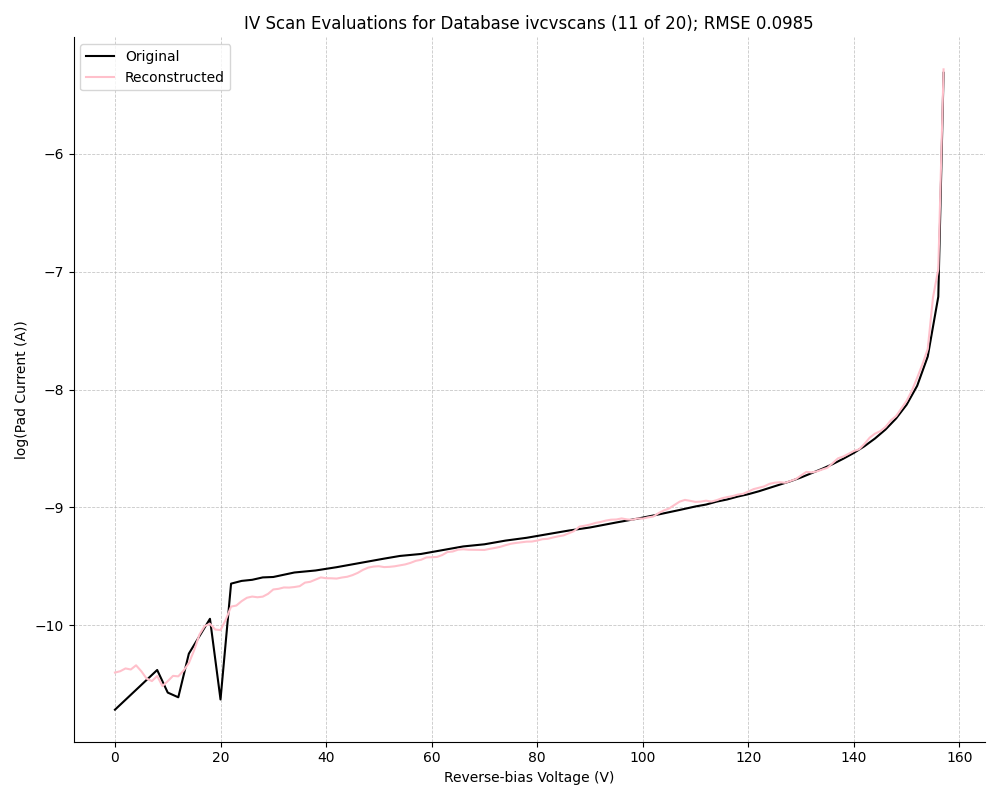 IV Scan Evaluations for Database ivcvscans (11 of 20); RMSE 0.0985
Original
Reconstructed
−6
−7
−8
−9
−10
log(Pad Current (A))
0 20 40 60 80 100 120 140 160
Reverse-bias Voltage (V)